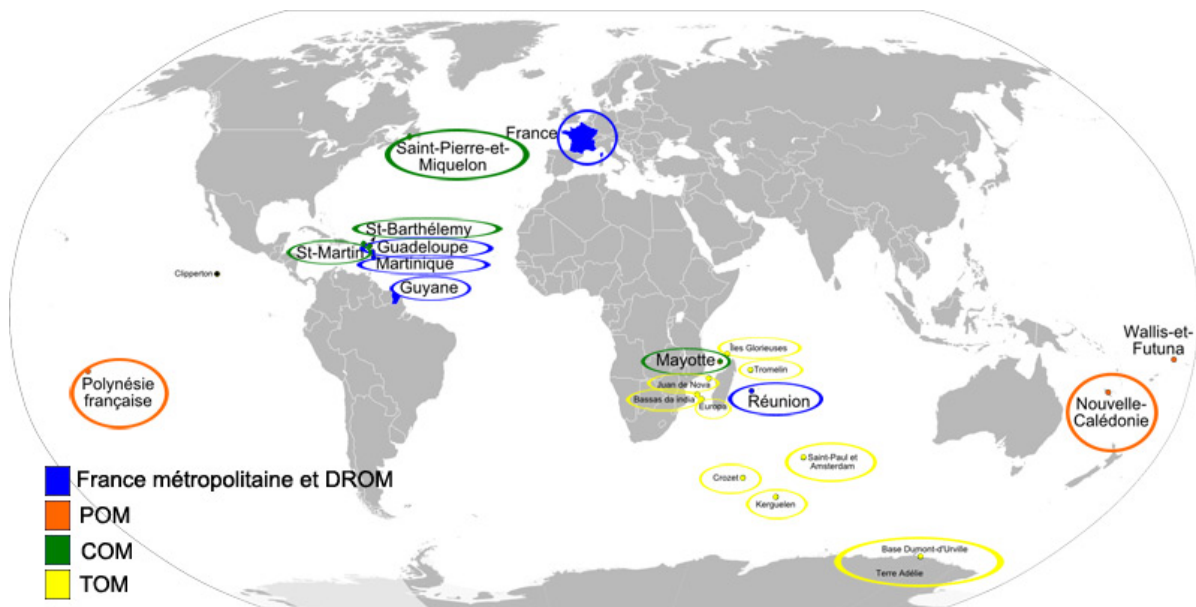 France
Saint-Pierre-et-
Miquelon
St-Barthélemy
St-Martin
Guadeloupe
Martinique
Clipperton
Guyane
Îles Glorieuses
Wallis-et-
Futuna
Mayotte
Tromelin
Polynésie
française
Juan de Nova
Bassas da india
Europa
Réunion
Nouvelle-
Calédonie
Saint-Paul et
Amsterdam
Crozet
Kerguelen
France métropolitaine et DROM
POM
COM
TOM
Base Dumont-d'Urville
Terre Adélie